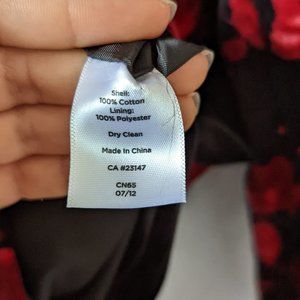 Shell:
100% Cotton
Lining:
100% Polyester
Dry Clean
Made In China
CA #23147
CN65
07/12